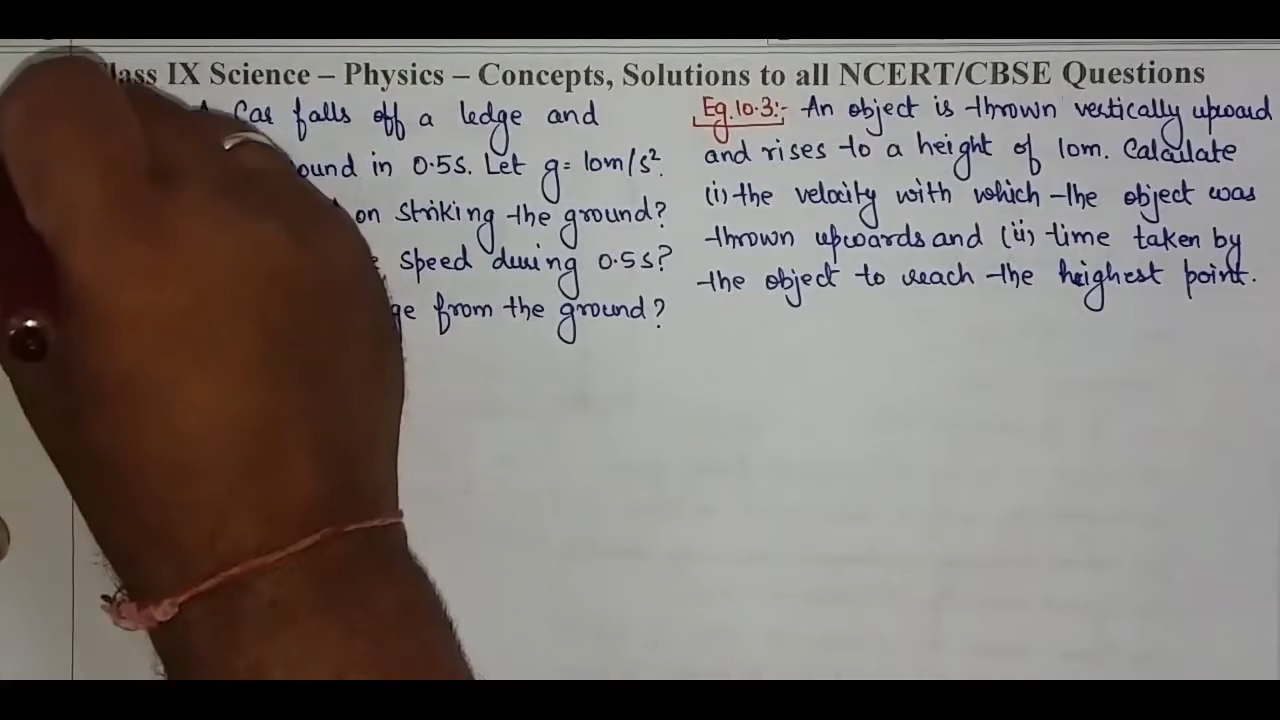 Class IX Science – Physics – Concepts, Solutions to all NCERT/CBSE Questions
A Car falls off a ledge and
in 0.5s. Let g = 10m/s².
on striking the ground?
speed during 0.5s?
from the ground?
Eg.10.3:- An object is thrown vertically upward
and rises to a height of 10m. Calculate
(i) the velocity with which the object was
thrown upwards and (ii) time taken by
the object to reach the highest point.